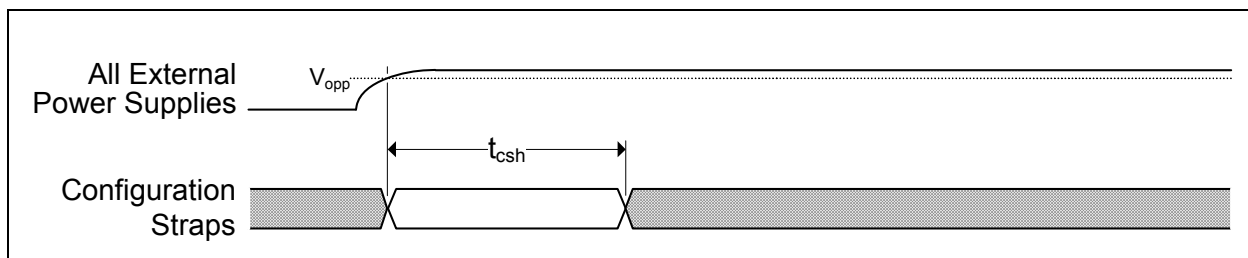 All External
Power Supplies
Vopp
tcsh
Configuration
Straps